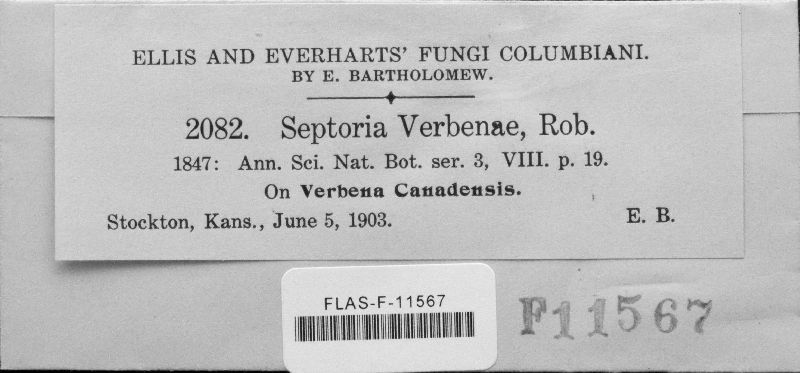 ELLIS AND EVERHARTS' FUNGI COLUMBIANI.
BY E. BARTHOLOMEW.
2082. Septoria Verbenae, Rob.
1847: Ann. Sci. Nat. Bot. ser. 3, VIII. p. 19.
On Verbena Canadensis.
Stockton, Kans., June 5, 1903. E. B.
FLAS-F-11567
F11567